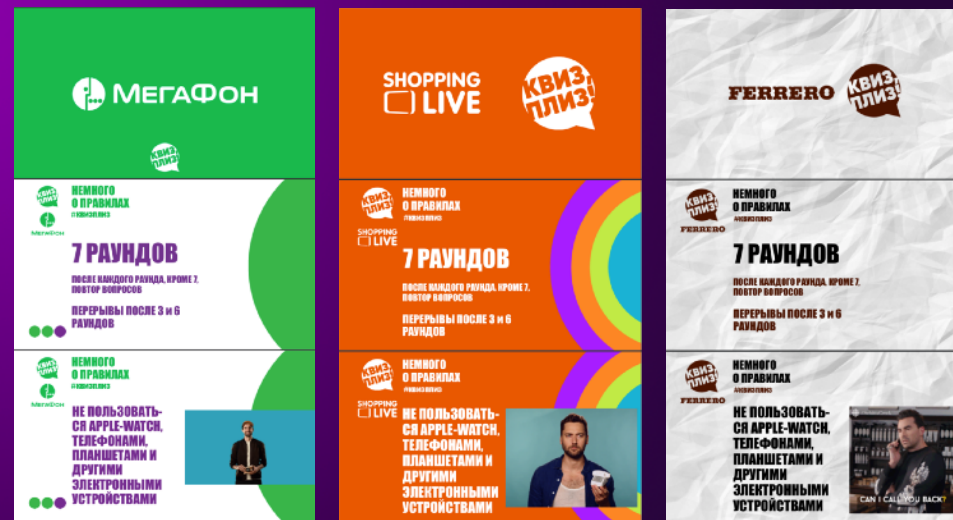 МЕГАФОН
КВИЗ,
ПЛИЗ!
КВИЗ,
ПЛИЗ!
МЕГАФОН
НЕМНОГО
О ПРАВИЛАХ
#КВИЗПЛИЗ
7 РАУНДОВ
ПОСЛЕ КАЖДОГО РАУНДА, КРОМЕ 7,
ПОВТОР ВОПРОСОВ
ПЕРЕРЫВЫ ПОСЛЕ 3 и 6
РАУНДОВ
КВИЗ,
ПЛИЗ!
МЕГАФОН
НЕМНОГО
О ПРАВИЛАХ
#КВИЗПЛИЗ
НЕ ПОЛЬЗОВАТЬ-
СЯ APPLE-WATCH,
ТЕЛЕФОНАМИ,
ПЛАНШЕТАМИ И
ДРУГИМИ
ЭЛЕКТРОННЫМИ
УСТРОЙСТВАМИ
SHOPPING
LIVE
КВИЗ,
ПЛИЗ!
КВИЗ,
ПЛИЗ!
SHOPPING
LIVE
НЕМНОГО
О ПРАВИЛАХ
#КВИЗПЛИЗ
7 РАУНДОВ
ПОСЛЕ КАЖДОГО РАУНДА, КРОМЕ 7,
ПОВТОР ВОПРОСОВ
ПЕРЕРЫВЫ ПОСЛЕ 3 и 6
РАУНДОВ
КВИЗ,
ПЛИЗ!
SHOPPING
LIVE
НЕМНОГО
О ПРАВИЛАХ
#КВИЗПЛИЗ
НЕ ПОЛЬЗОВАТЬ-
СЯ APPLE-WATCH,
ТЕЛЕФОНАМИ,
ПЛАНШЕТАМИ И
ДРУГИМИ
ЭЛЕКТРОННЫМИ
УСТРОЙСТВАМИ
FERRERO
КВИЗ,
ПЛИЗ!
КВИЗ,
ПЛИЗ!
FERRERO
НЕМНОГО
О ПРАВИЛАХ
#КВИЗПЛИЗ
7 РАУНДОВ
ПОСЛЕ КАЖДОГО РАУНДА, КРОМЕ 7,
ПОВТОР ВОПРОСОВ
ПЕРЕРЫВЫ ПОСЛЕ 3 и 6
РАУНДОВ
КВИЗ,
ПЛИЗ!
FERRERO
НЕМНОГО
О ПРАВИЛАХ
#КВИЗПЛИЗ
НЕ ПОЛЬЗОВАТЬ-
СЯ APPLE-WATCH,
ТЕЛЕФОНАМИ,
ПЛАНШЕТАМИ И
ДРУГИМИ
ЭЛЕКТРОННЫМИ
УСТРОЙСТВАМИ
CAN I CALL YOU BACK?